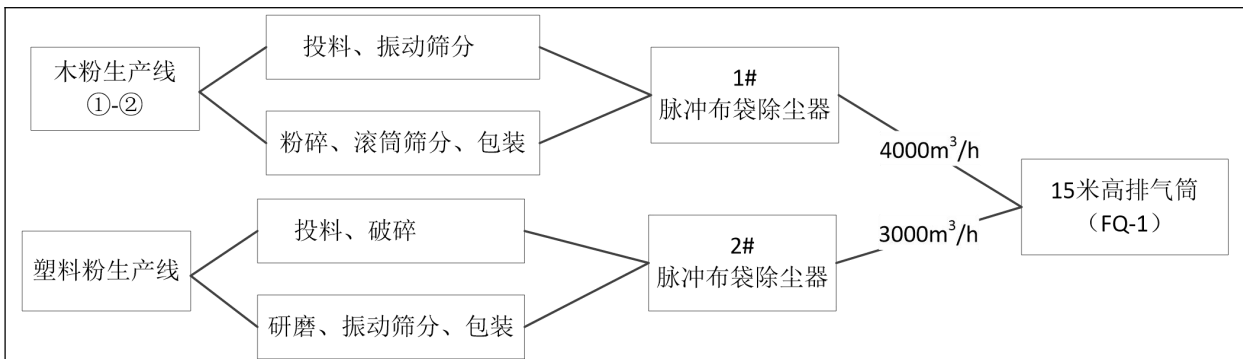 木粉生产线
①-②
投料、振动筛分
粉碎、滚筒筛分、包装
1#
脉冲布袋除尘器
4000m³/h
塑料粉生产线
投料、破碎
研磨、振动筛分、包装
2#
脉冲布袋除尘器
3000m³/h
15米高排气筒
（FQ-1）